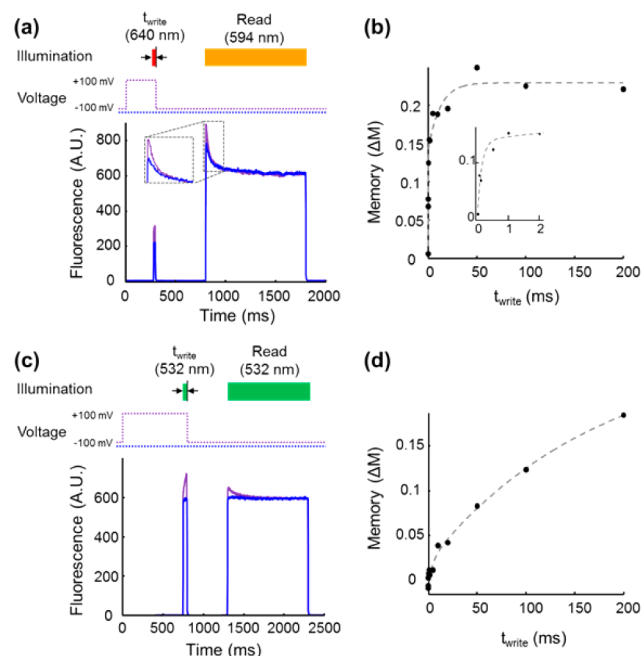 (a)
t_write
(640 nm)
Read
(594 nm)
Illumination
Voltage
+100 mV
-100 mV
Fluorescence (A.U.)
800
600
400
200
0
0 500 1000 1500 2000
Time (ms)
(b)
Memory (ΔM)
0.2
0.15
0.1
0.05
0
0.1
0
0 1 2
0 50 100 150 200
t_write (ms)
(c)
t_write
(532 nm)
Read
(532 nm)
Illumination
Voltage
+100 mV
-100 mV
Fluorescence (A.U.)
600
400
200
0
0 500 1000 1500 2000 2500
Time (ms)
(d)
Memory (ΔM)
0.15
0.1
0.05
0
0 50 100 150 200
t_write (ms)